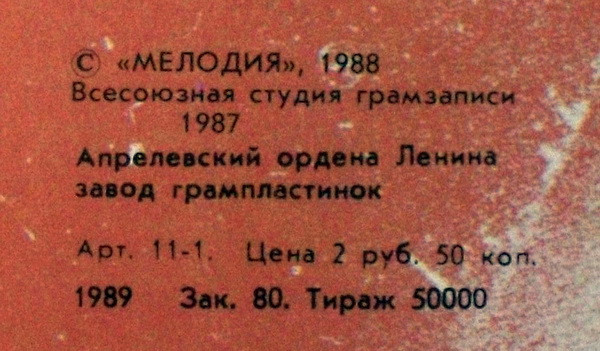 © «МЕЛОДИЯ», 1988
Всесоюзная студия грамзаписи
1987
Апрелевский ордена Ленина
завод грампластинок
Арт. 11-1. Цена 2 руб. 50 коп.
1989 Зак. 80. Тираж 50000